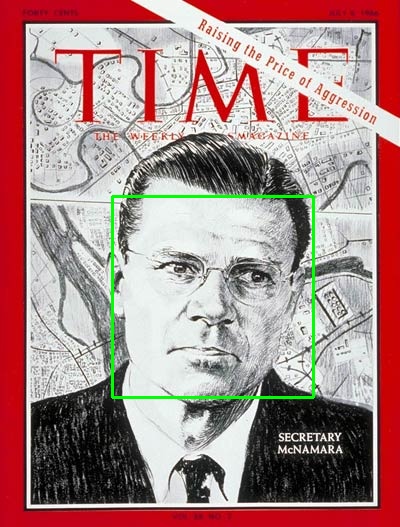 FORTY CENTS
JULY 8, 1966
Raising the Price of Aggression
TIME
THE WEEKLY NEWSMAGAZINE
SECRETARY
McNAMARA